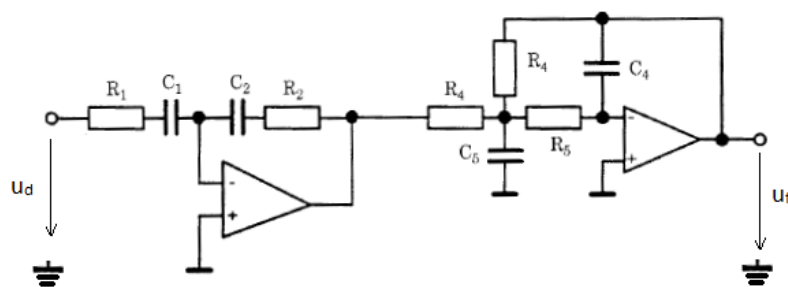 R₁
C₁
C₂
R₂
R₄
R₄
C₄
C₅
R₅
-
+
-
+
u_d
u_f